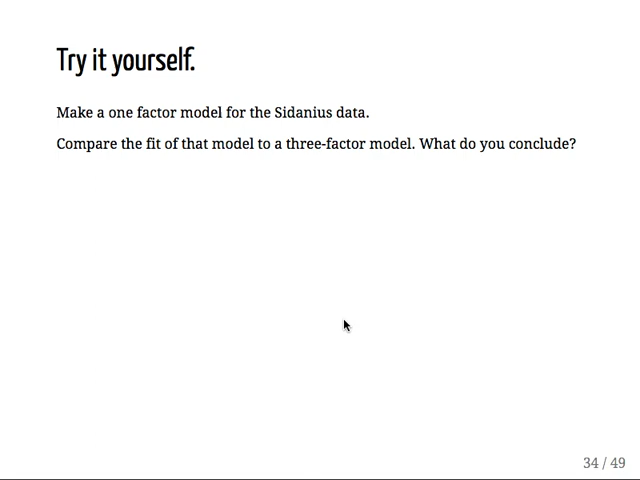 Try it yourself.
Make a one factor model for the Sidanius data.
Compare the fit of that model to a three-factor model. What do you conclude?
34 / 49